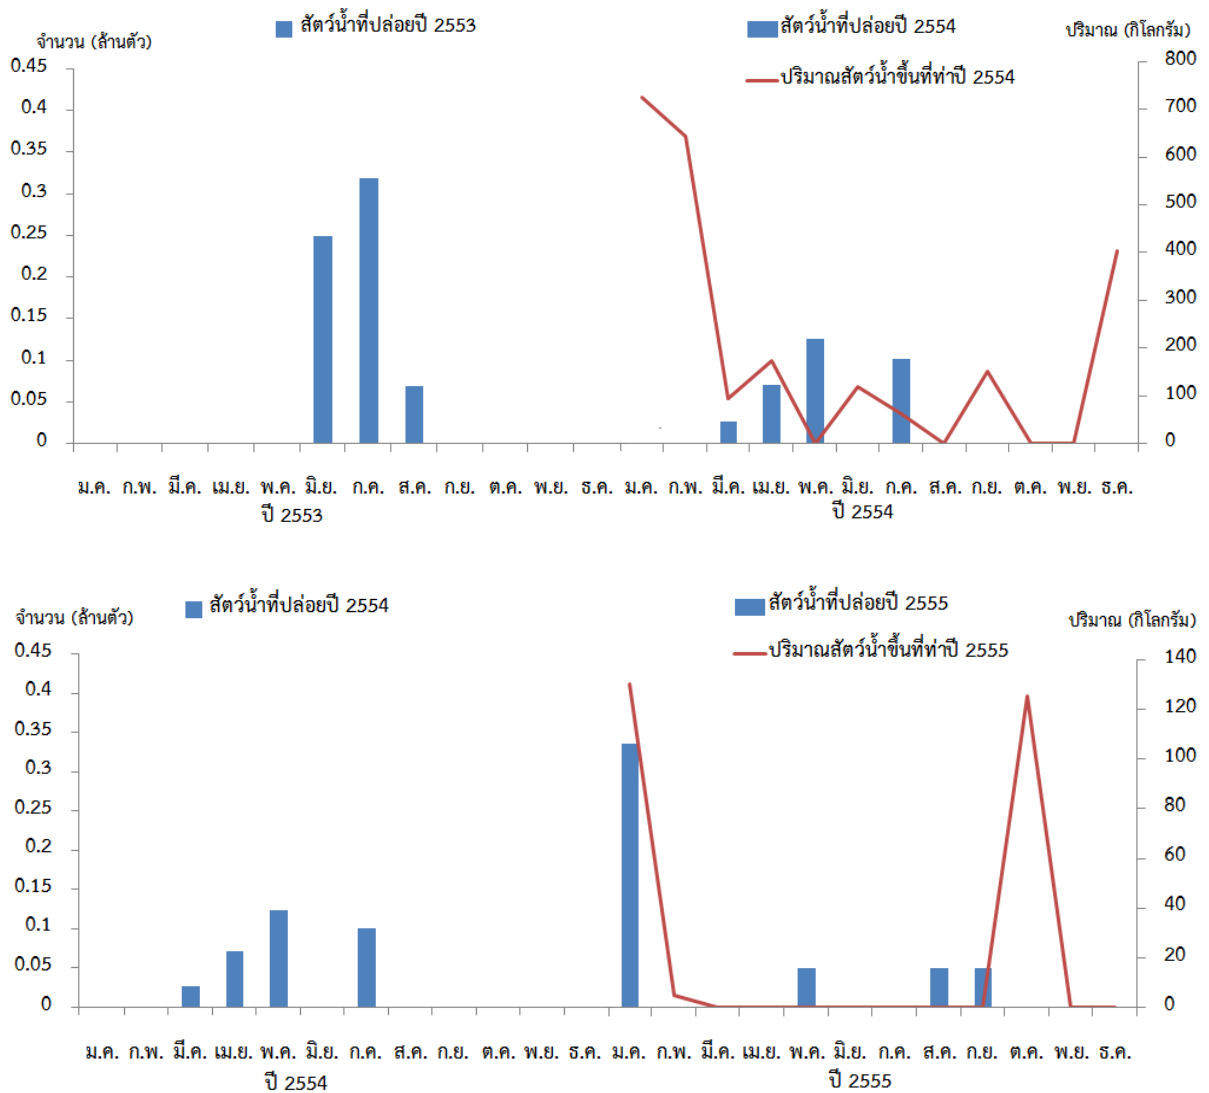 สัตว์น้ำที่ปล่อยปี 2553
สัตว์น้ำที่ปล่อยปี 2554
จำนวน (ล้านตัว)
ปริมาณ (กิโลกรัม)
ปริมาณสัตว์น้ำขึ้นที่ท่าปี 2554
0.45
0.4
0.35
0.3
0.25
0.2
0.15
0.1
0.05
0
800
700
600
500
400
300
200
100
0
ม.ค. ก.พ. มี.ค. เม.ย. พ.ค. มิ.ย. ก.ค. ส.ค. ก.ย. ต.ค. พ.ย. ธ.ค. ม.ค. ก.พ. มี.ค. เม.ย. พ.ค. มิ.ย. ก.ค. ส.ค. ก.ย. ต.ค. พ.ย. ธ.ค.
ปี 2553 ปี 2554
สัตว์น้ำที่ปล่อยปี 2554
สัตว์น้ำที่ปล่อยปี 2555
จำนวน (ล้านตัว)
ปริมาณ (กิโลกรัม)
ปริมาณสัตว์น้ำขึ้นที่ท่าปี 2555
0.45
0.4
0.35
0.3
0.25
0.2
0.15
0.1
0.05
0
140
120
100
80
60
40
20
0
ม.ค. ก.พ. มี.ค. เม.ย. พ.ค. มิ.ย. ก.ค. ส.ค. ก.ย. ต.ค. พ.ย. ธ.ค. ม.ค. ก.พ. มี.ค. เม.ย. พ.ค. มิ.ย. ก.ค. ส.ค. ก.ย. ต.ค. พ.ย. ธ.ค.
ปี 2554 ปี 2555